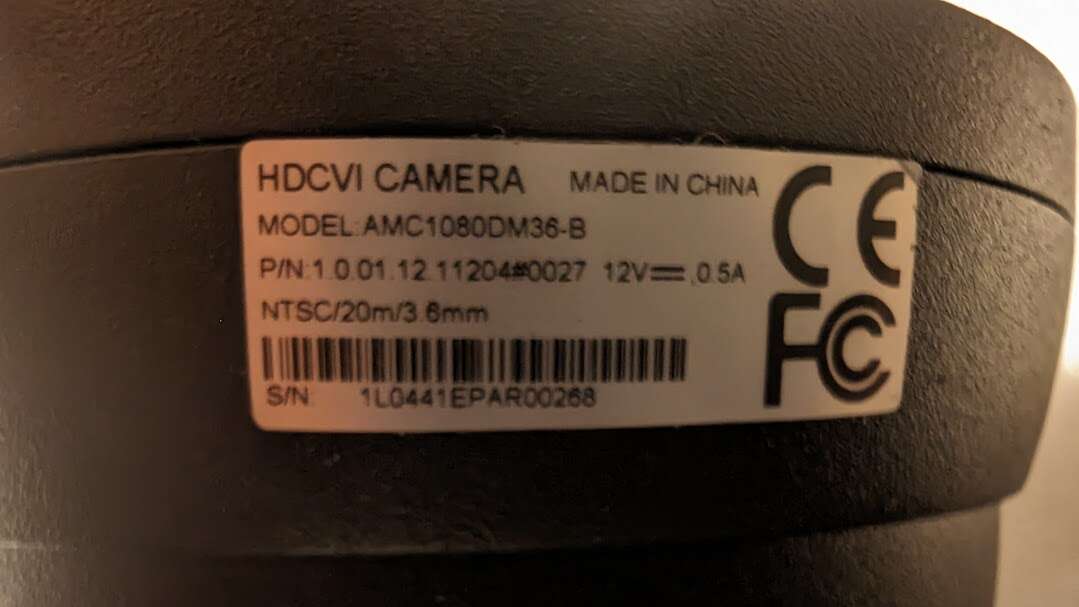 HDCVI CAMERA MADE IN CHINA
MODEL:AMC1080DM36-B
P/N:1.0.01.12.11204#0027 12V⎓,0.5A
NTSC/20m/3.6mm
S/N: 1L0441EPAR00268
CE
FC